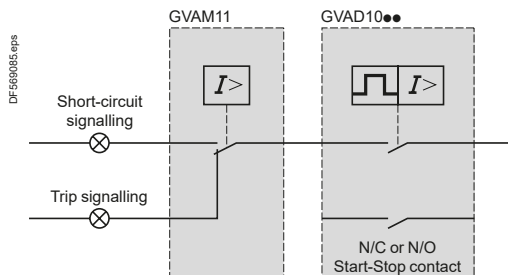 GVAM11
GVAD10●●
DF569085.eps
I>
I>
Short-circuit
signalling
Trip signalling
N/C or N/O
Start-Stop contact